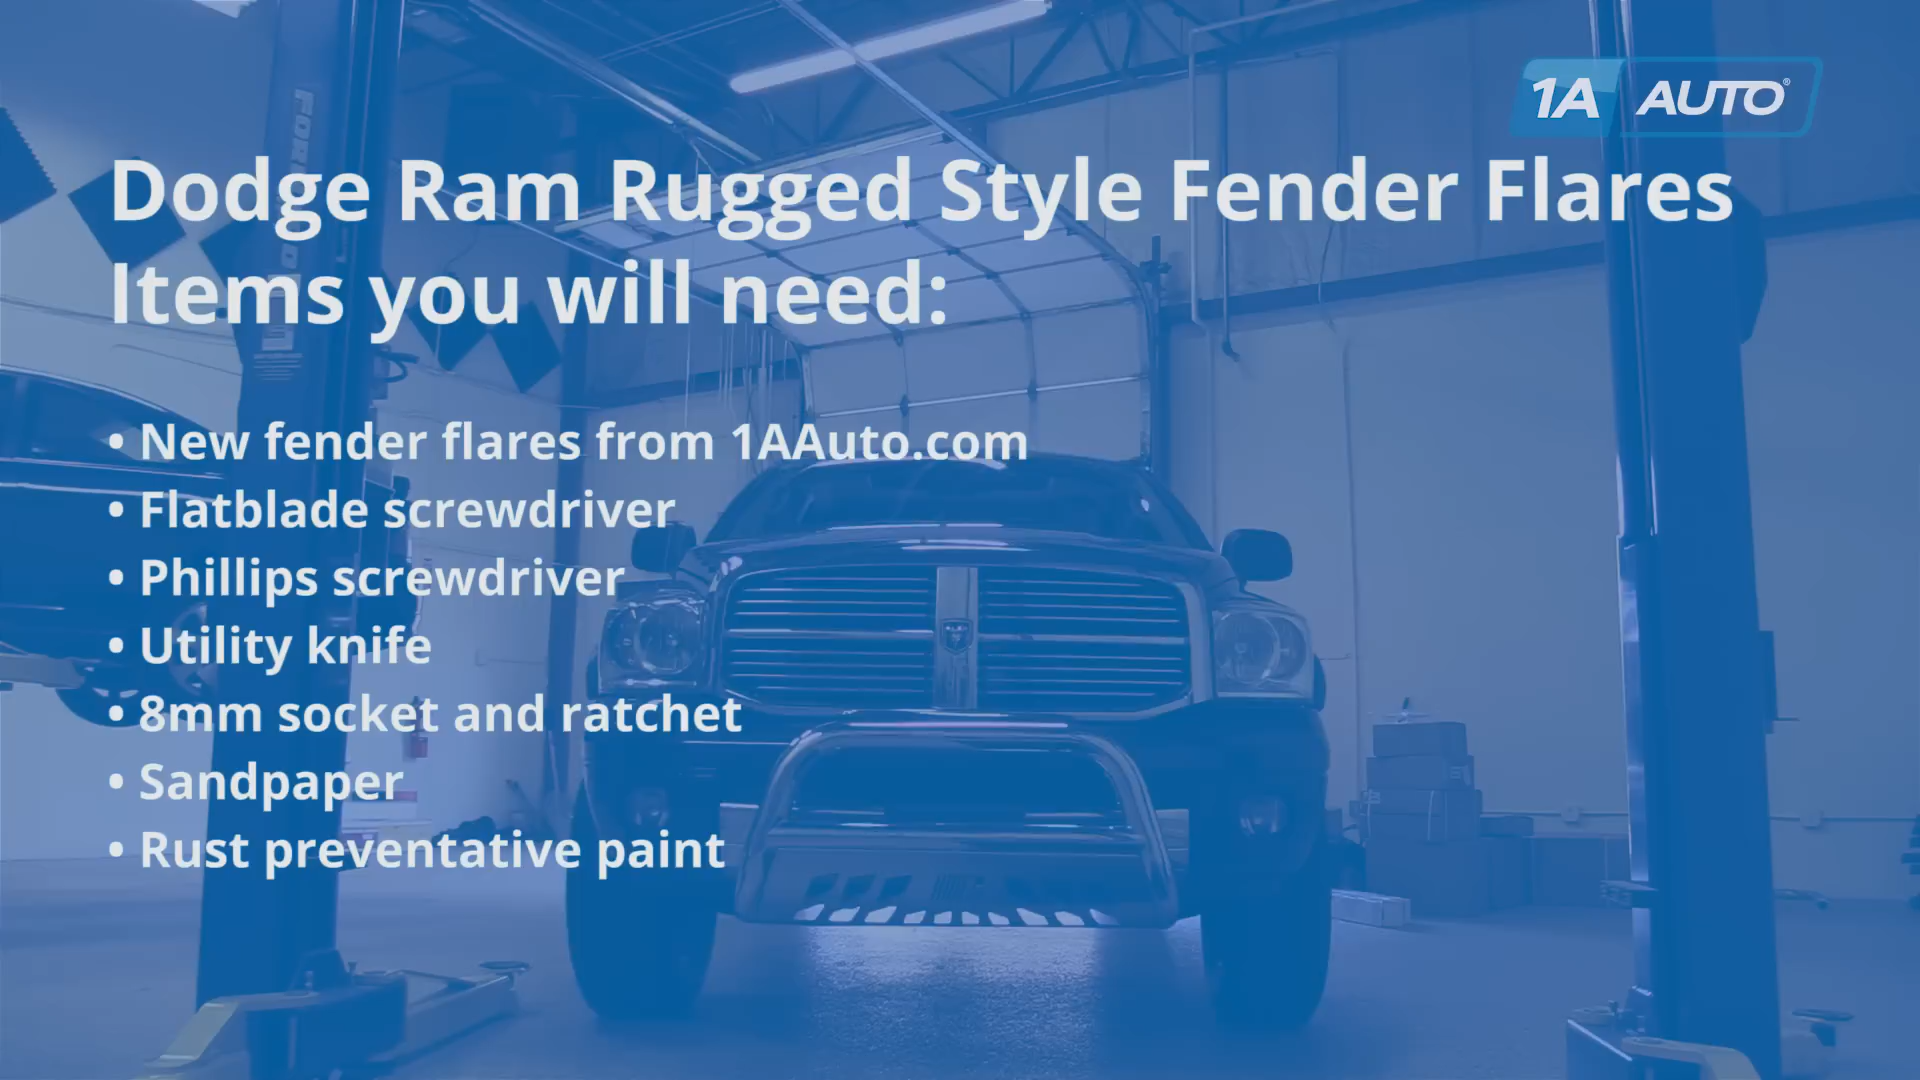 1A AUTO®
Dodge Ram Rugged Style Fender Flares
Items you will need:
• New fender flares from 1AAuto.com
• Flatblade screwdriver
• Phillips screwdriver
• Utility knife
• 8mm socket and ratchet
• Sandpaper
• Rust preventative paint